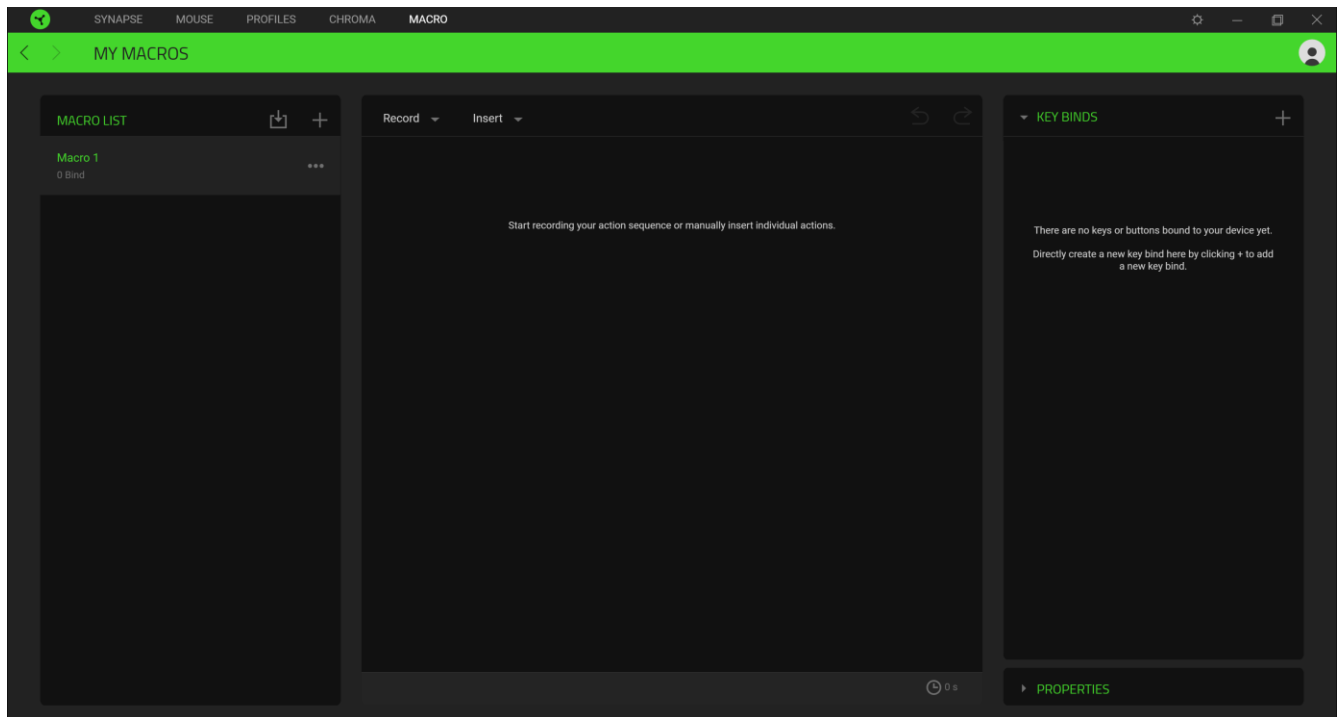 SYNAPSE MOUSE PROFILES CHROMA MACRO
MY MACROS
MACRO LIST
Macro 1
0 Bind
Record Insert
Start recording your action sequence or manually insert individual actions.
0 s
KEY BINDS
There are no keys or buttons bound to your device yet.
Directly create a new key bind here by clicking + to add
a new key bind.
PROPERTIES